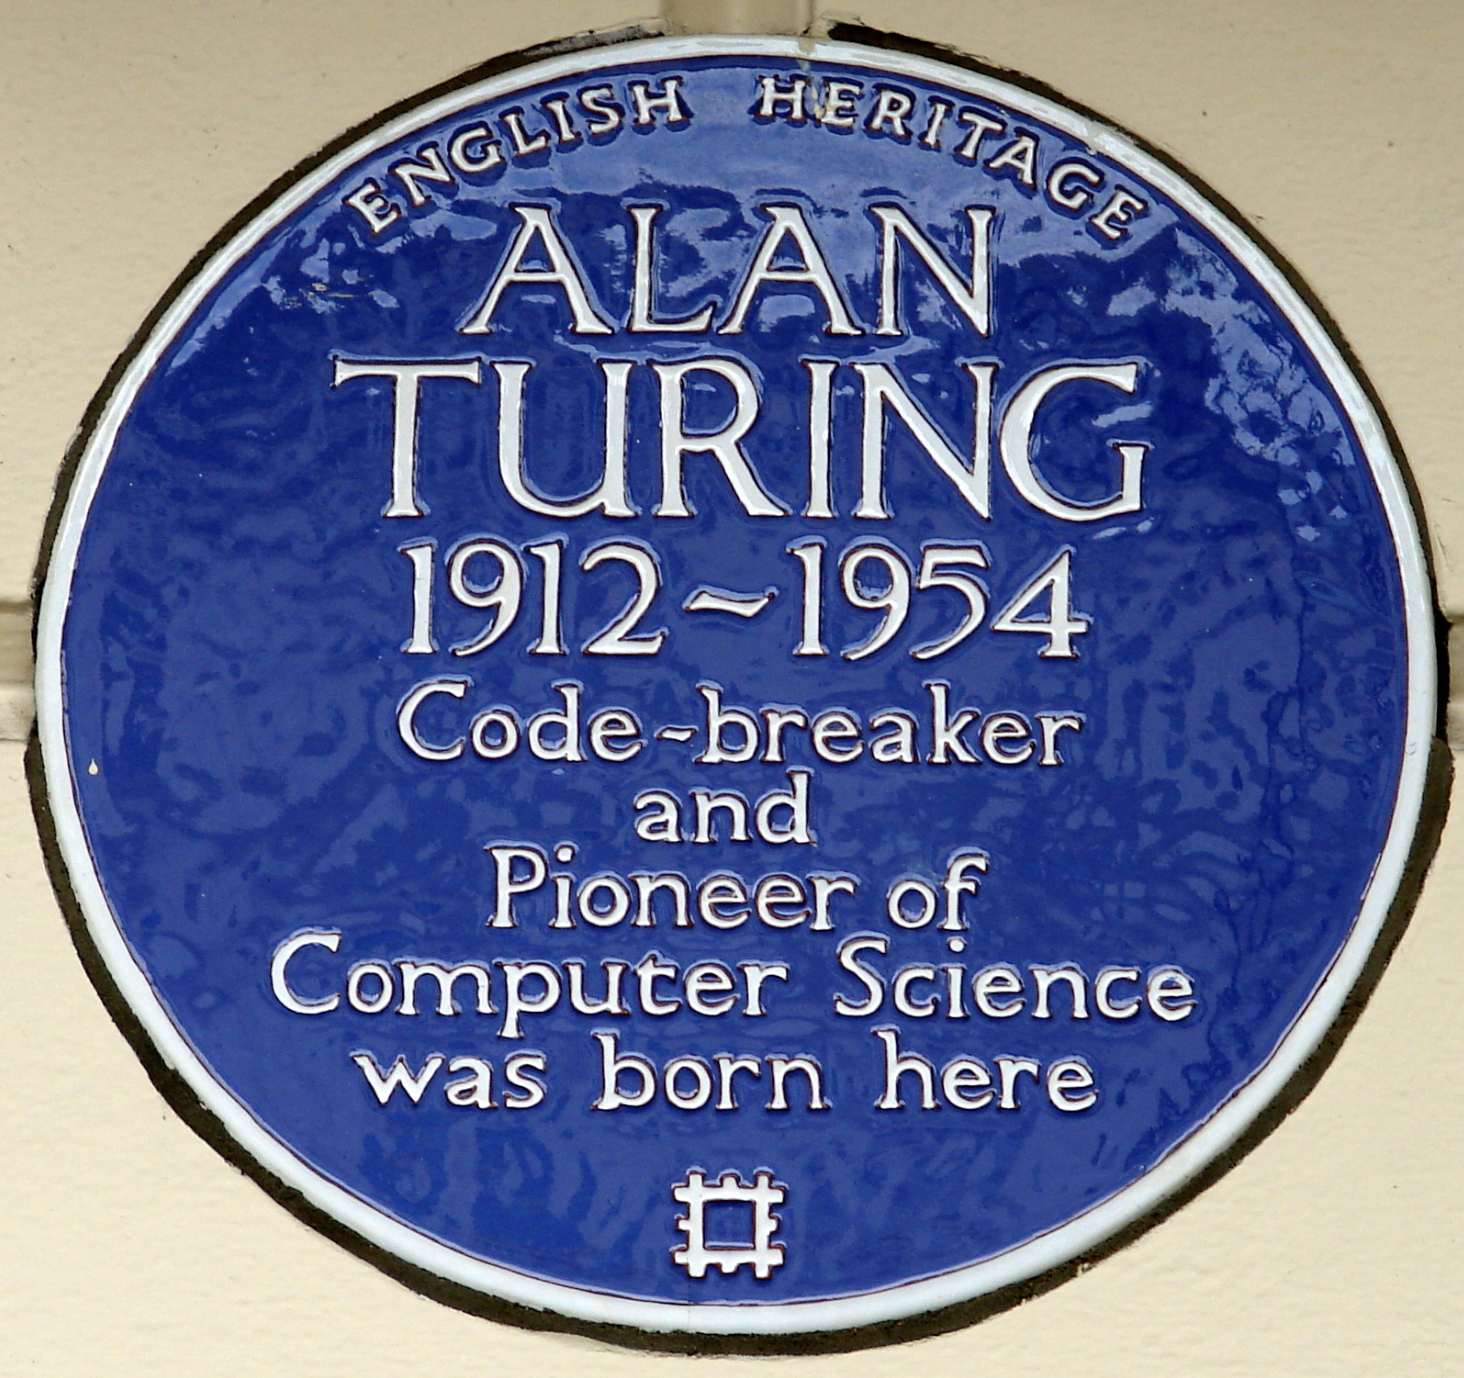 ENGLISH HERITAGE
ALAN
TURING
1912~1954
Code-breaker
and
Pioneer of
Computer Science
was born here